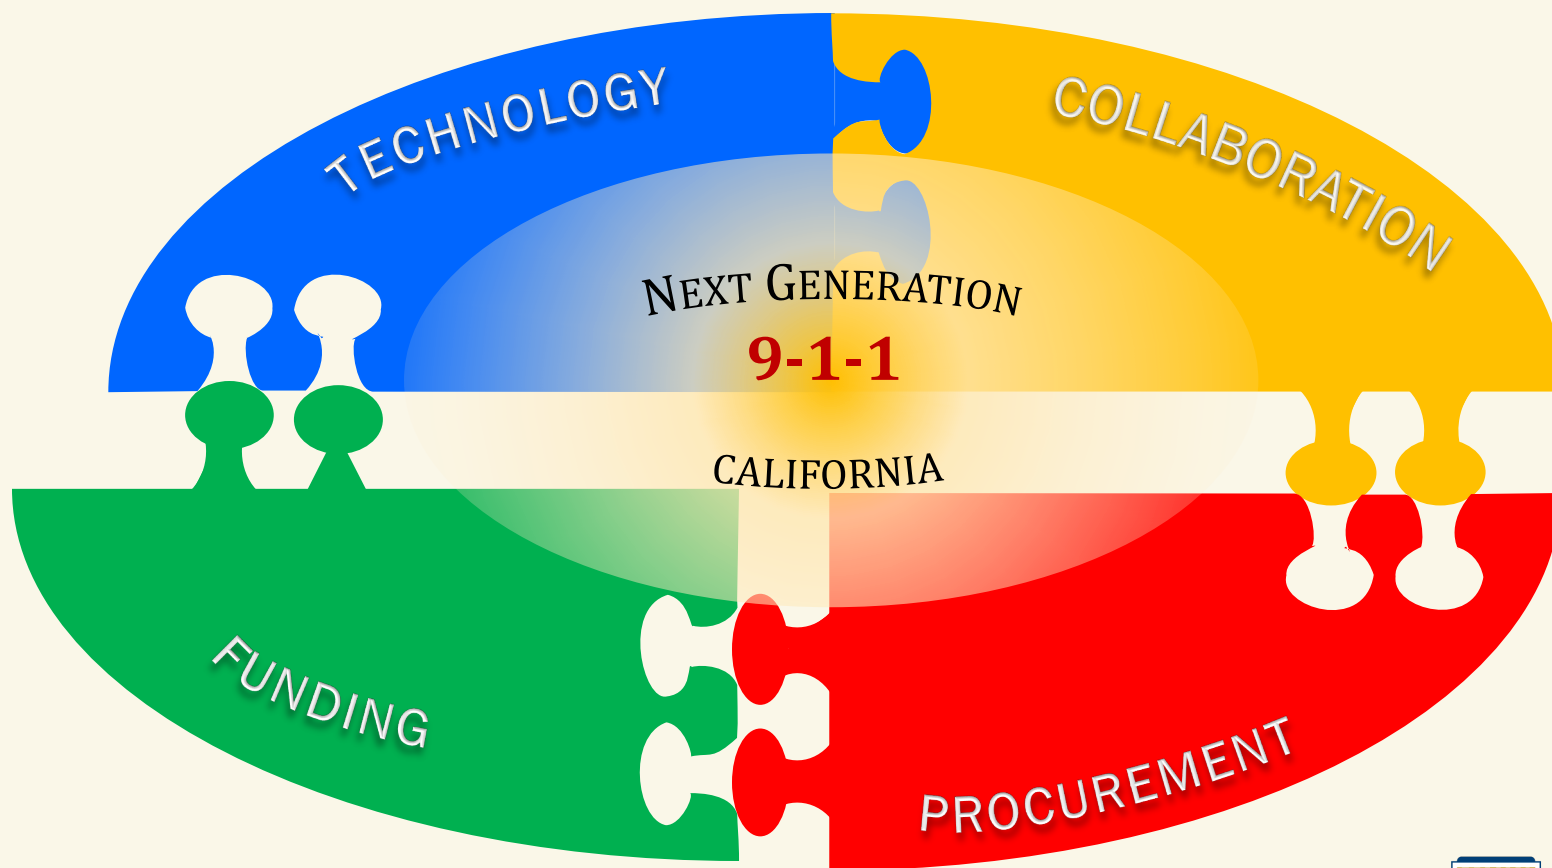 TECHNOLOGY
COLLABORATION
NEXT GENERATION
9-1-1
CALIFORNIA
FUNDING
PROCUREMENT